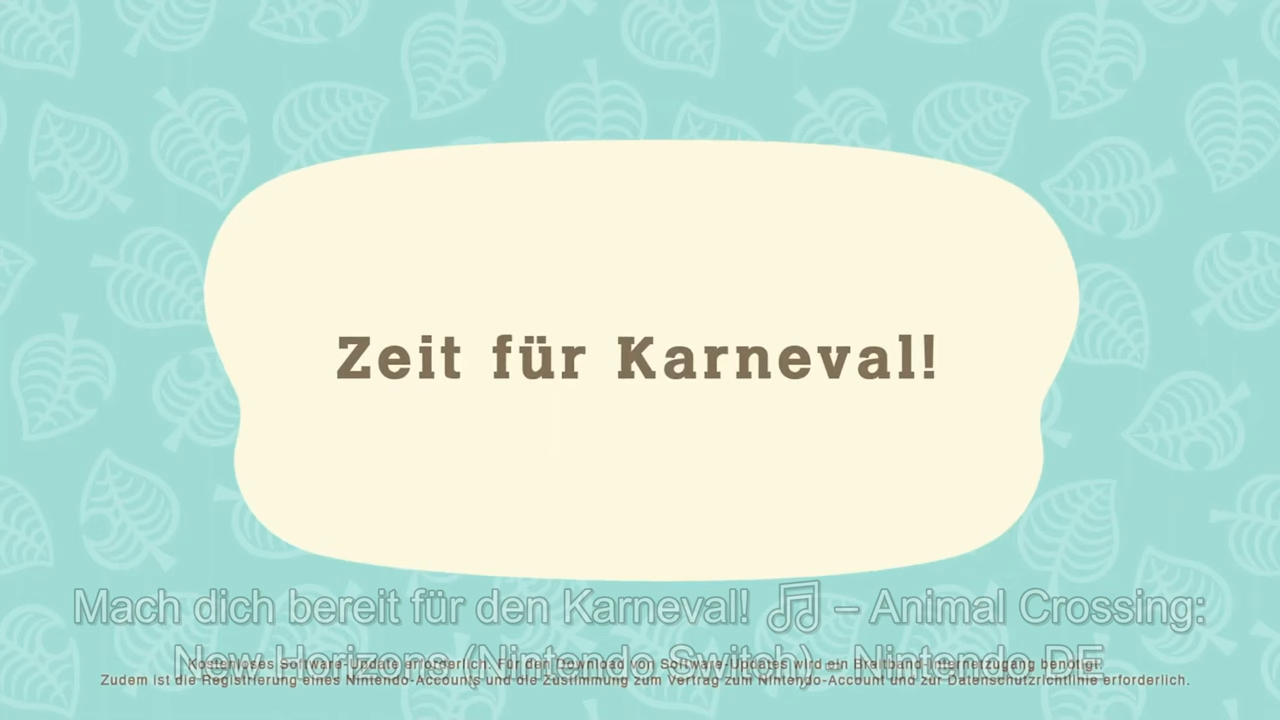 Zeit für Karneval!
Mach dich bereit für den Karneval! 🎵 – Animal Crossing:
New Horizons (Nintendo Switch) – Nintendo DE
Kostenloses Software-Update erforderlich. Für den Download von Software-Updates wird ein Breitband-Internetzugang benötigt.
Zudem ist die Registrierung eines Nintendo-Accounts und die Zustimmung zum Vertrag zum Nintendo-Account und zur Datenschutzrichtlinie erforderlich.